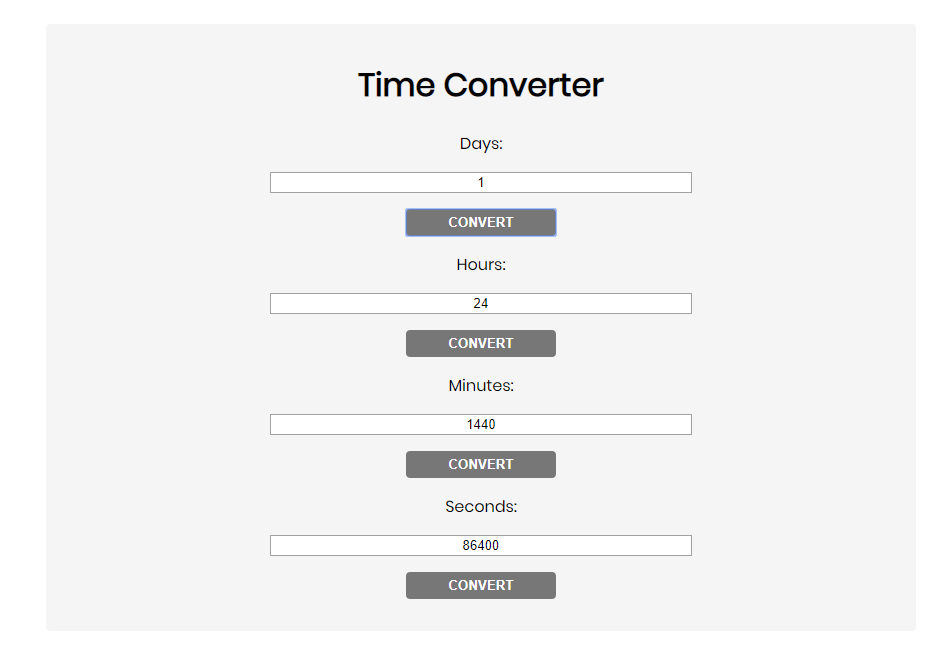 Time Converter
Days:
1
CONVERT
Hours:
24
CONVERT
Minutes:
1440
CONVERT
Seconds:
86400
CONVERT